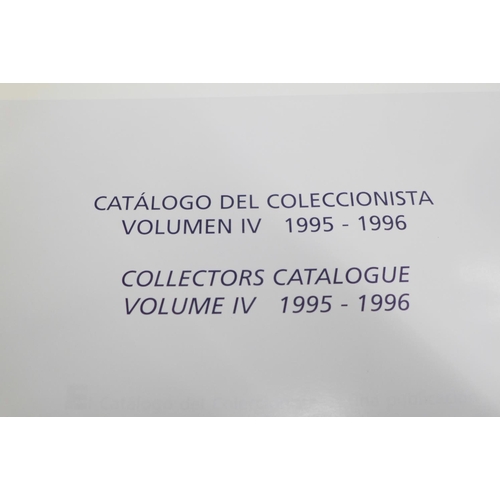 CATÁLOGO DEL COLECCIONISTA
VOLUMEN IV 1995 - 1996
COLLECTORS CATALOGUE
VOLUME IV 1995 - 1996